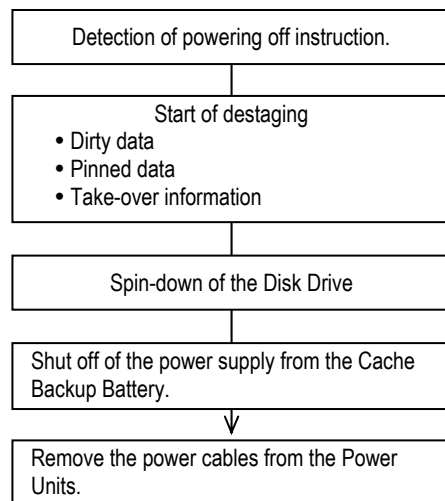 Detection of powering off instruction.
Start of destaging
• Dirty data
• Pinned data
• Take-over information
Spin-down of the Disk Drive
Shut off of the power supply from the Cache
Backup Battery.
Remove the power cables from the Power
Units.